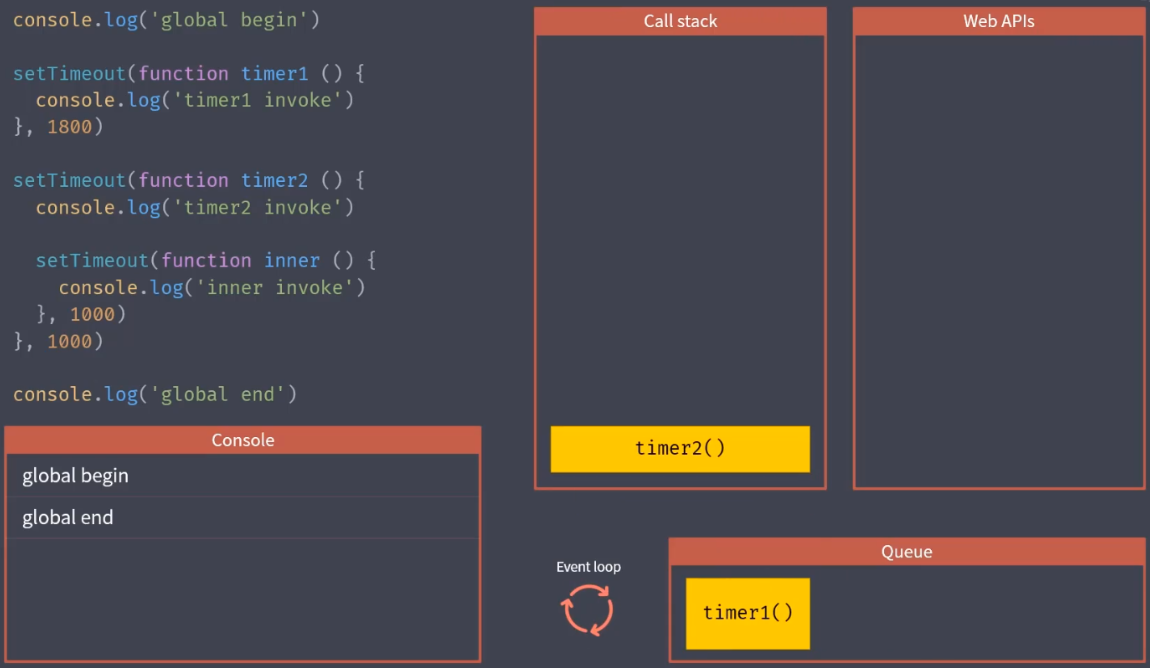 console.log('global begin')
setTimeout(function timer1 () {
console.log('timer1 invoke')
}, 1800)
setTimeout(function timer2 () {
console.log('timer2 invoke')
setTimeout(function inner () {
console.log('inner invoke')
}, 1000)
}, 1000)
console.log('global end')
Console
global begin
global end
Call stack
timer2()
Web APIs
Event loop
Queue
timer1()